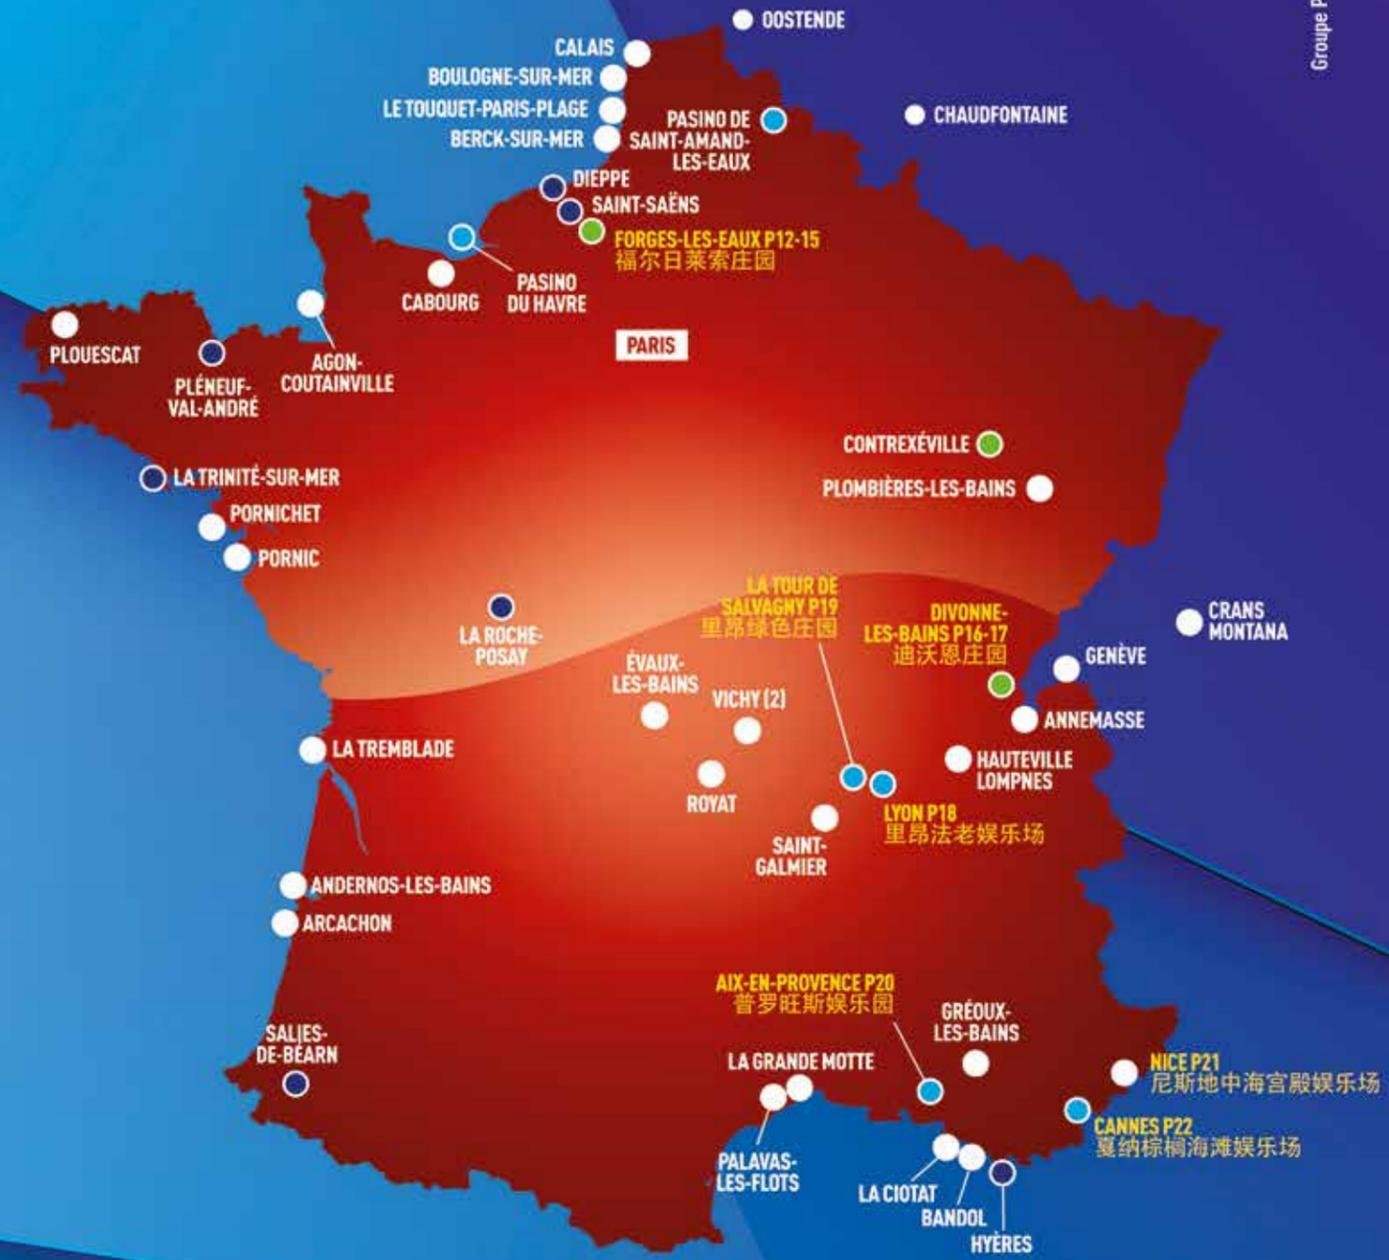 OOSTENDE
Groupe P
CALAIS
BOULOGNE-SUR-MER
LE TOUQUET-PARIS-PLAGE
BERCK-SUR-MER
PASINO DE
SAINT-AMAND-
LES-EAUX
CHAUDFONTAINE
DIEPPE
SAINT-SAËNS
FORGES-LES-EAUX P12-15
福尔日莱索庄园
PASINO
DU HAVRE
CABOURG
PLOUESCAT
PLÉNEUF-
VAL-ANDRÉ
AGON-
COUTAINVILLE
PARIS
CONTREXÉVILLE
PLOMBIÈRES-LES-BAINS
LA TRINITÉ-SUR-MER
PORNICHET
PORNIC
LA ROCHE-
POSAY
LA TOUR DE
SALVAGNY P19
里昂绿色庄园
DIVONNE-
LES-BAINS P16-17
迪沃恩庄园
CRANS
MONTANA
GENÈVE
ÉVAUX-
LES-BAINS
VICHY (2)
ANNEMASSE
LA TREMBLADE
HAUTEVILLE
LOMPNES
ROYAT
LYON P18
里昂法老娱乐场
SAINT-
GALMIER
ANDERNOS-LES-BAINS
ARCACHON
AIX-EN-PROVENCE P20
普罗旺斯娱乐园
GRÉOUX-
LES-BAINS
SALIES-
DE-BÉARN
LA GRANDE MOTTE
NICE P21
尼斯地中海宫殿娱乐场
CANNES P22
戛纳棕榈海滩娱乐场
PALAVAS-
LES-FLOTS
LA CIOTAT
BANDOL
HYÈRES